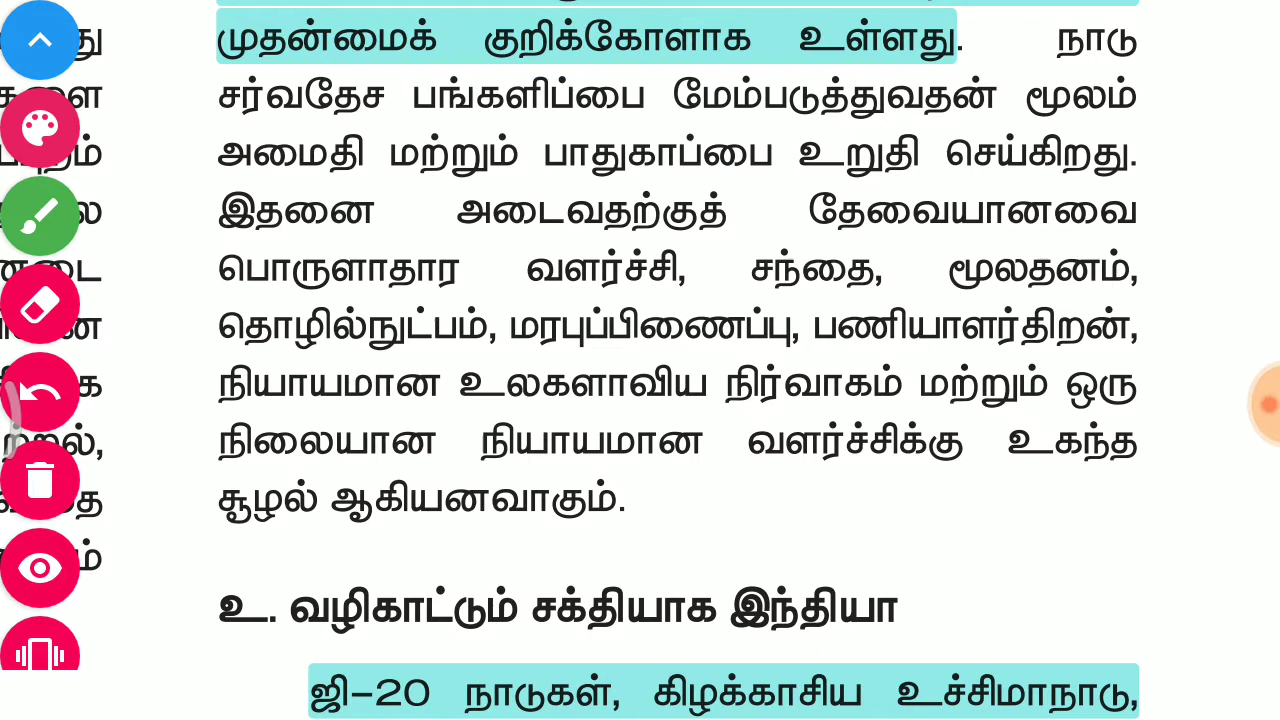 முதன்மைக் குறிக்கோளாக உள்ளது. நாடு
சர்வதேச பங்களிப்பை மேம்படுத்துவதன் மூலம்
அமைதி மற்றும் பாதுகாப்பை உறுதி செய்கிறது.
இதனை அடைவதற்குத் தேவையானவை
பொருளாதார வளர்ச்சி, சந்தை, மூலதனம்,
தொழில்நுட்பம், மரபுப்பிணைப்பு, பணியாளர்திறன்,
நியாயமான உலகளாவிய நிர்வாகம் மற்றும் ஒரு
நிலையான நியாயமான வளர்ச்சிக்கு உகந்த
சூழல் ஆகியனவாகும்.
உ. வழிகாட்டும் சக்தியாக இந்தியா
ஜி–20 நாடுகள், கிழக்காசிய உச்சிமாநாடு,